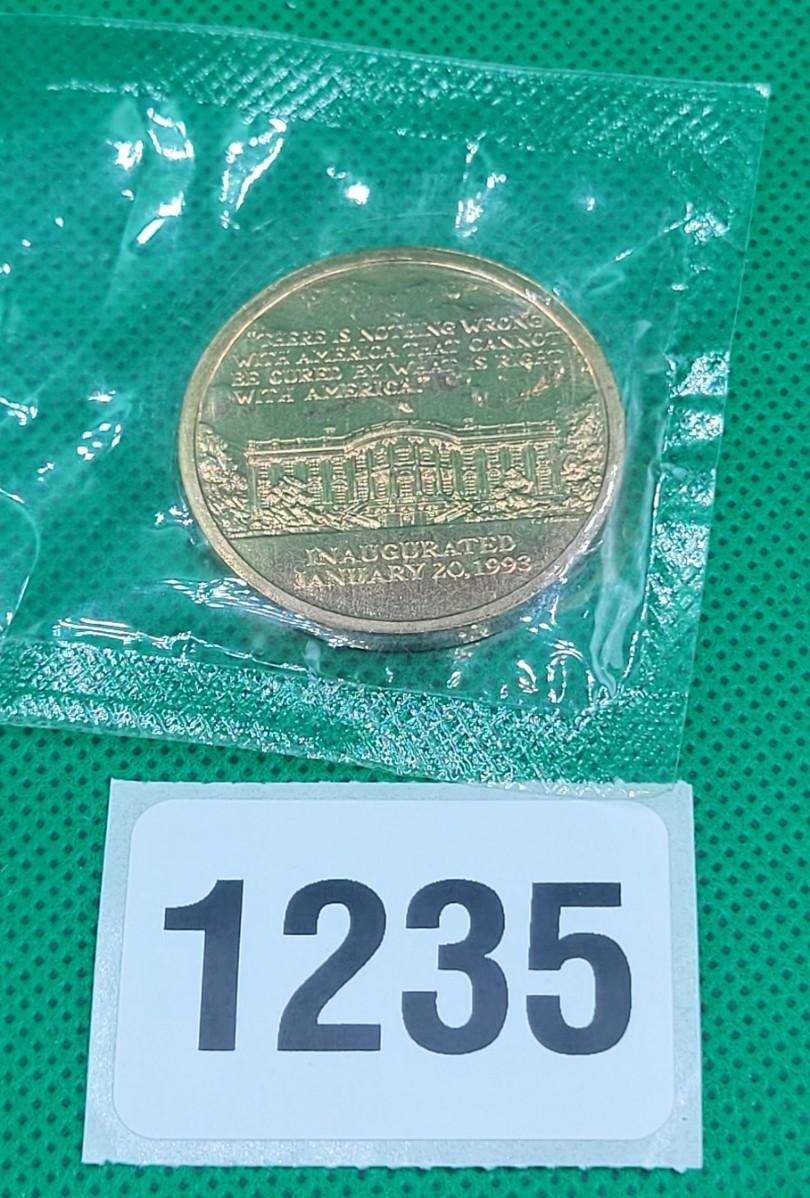 "THERE IS NOTHING WRONG
WITH AMERICA THAT CANNOT
BE CURED BY WHAT IS RIGHT
WITH AMERICA"
INAUGURATED
JANUARY 20, 1993
1235